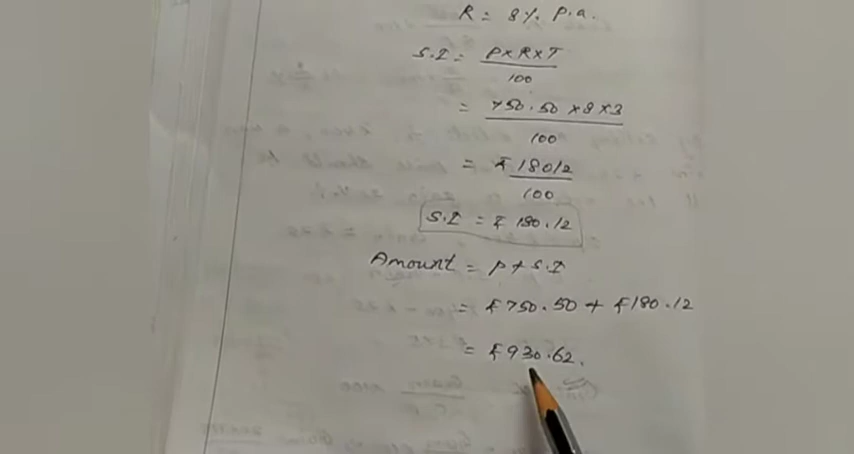 R = 8% p.a.
S.I = P×R×T
100
= 750.50 ×8×3
100
= ₹ 18012
100
S.I = ₹ 180.12
Amount = P + S.I
= ₹750.50 + ₹180.12
= ₹930.62.